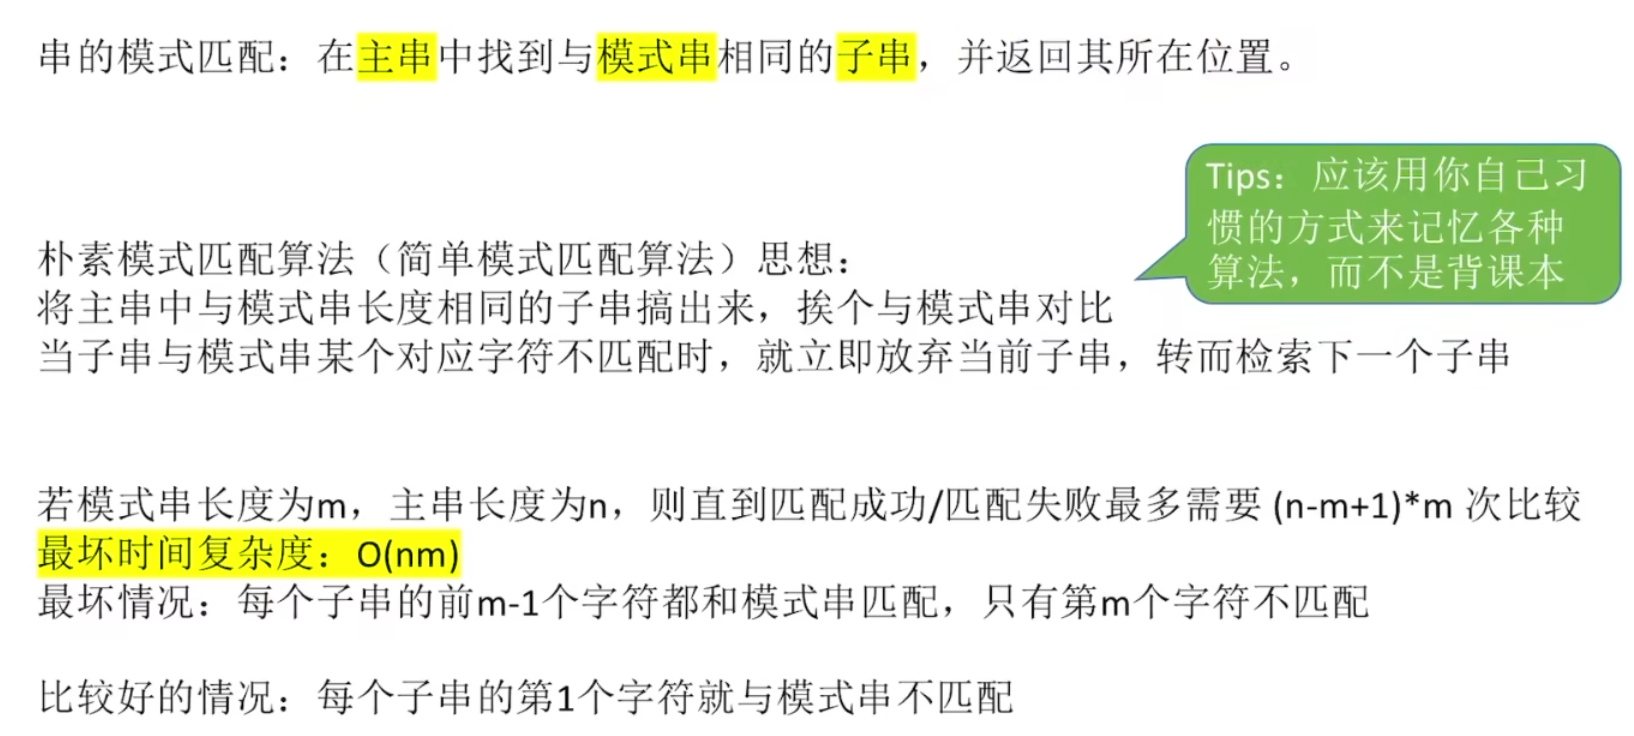 串的模式匹配：在主串中找到与模式串相同的子串，并返回其所在位置。
Tips：应该用你自己习
惯的方式来记忆各种
算法，而不是背课本
朴素模式匹配算法（简单模式匹配算法）思想：
将主串中与模式串长度相同的子串搞出来，挨个与模式串对比
当子串与模式串某个对应字符不匹配时，就立即放弃当前子串，转而检索下一个子串
若模式串长度为m，主串长度为n，则直到匹配成功/匹配失败最多需要 (n-m+1)*m 次比较
最坏时间复杂度：O(nm)
最坏情况：每个子串的前m-1个字符都和模式串匹配，只有第m个字符不匹配
比较好的情况：每个子串的第1个字符就与模式串不匹配